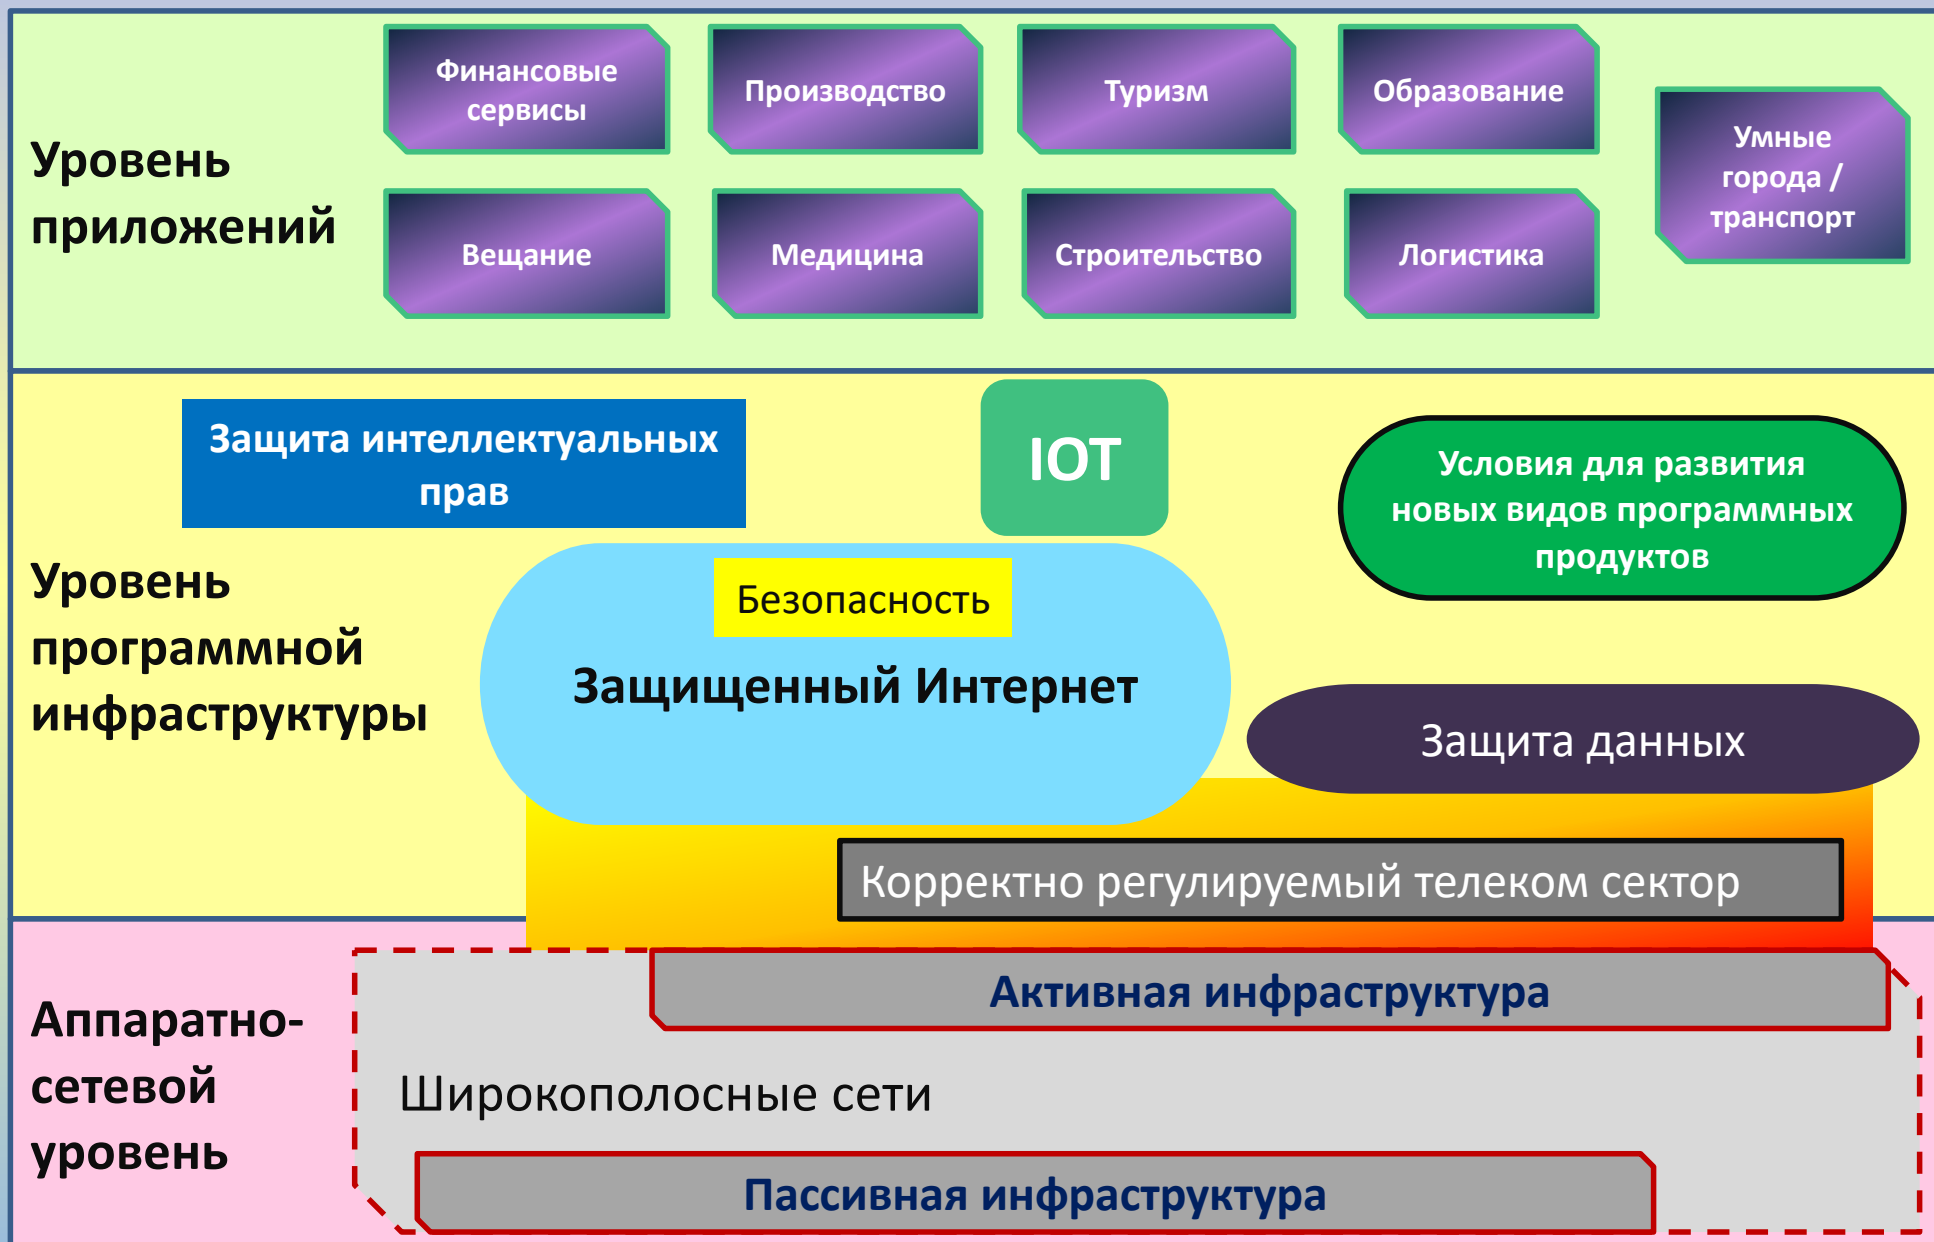 Уровень
приложений
Финансовые
сервисы
Производство
Туризм
Образование
Умные
города /
транспорт
Вещание
Медицина
Строительство
Логистика
Уровень
программной
инфраструктуры
Защита интеллектуальных
прав
IOT
Условия для развития
новых видов программных
продуктов
Безопасность
Защищенный Интернет
Защита данных
Корректно регулируемый телеком сектор
Аппаратно-
сетевой
уровень
Активная инфраструктура
Широкополосные сети
Пассивная инфраструктура